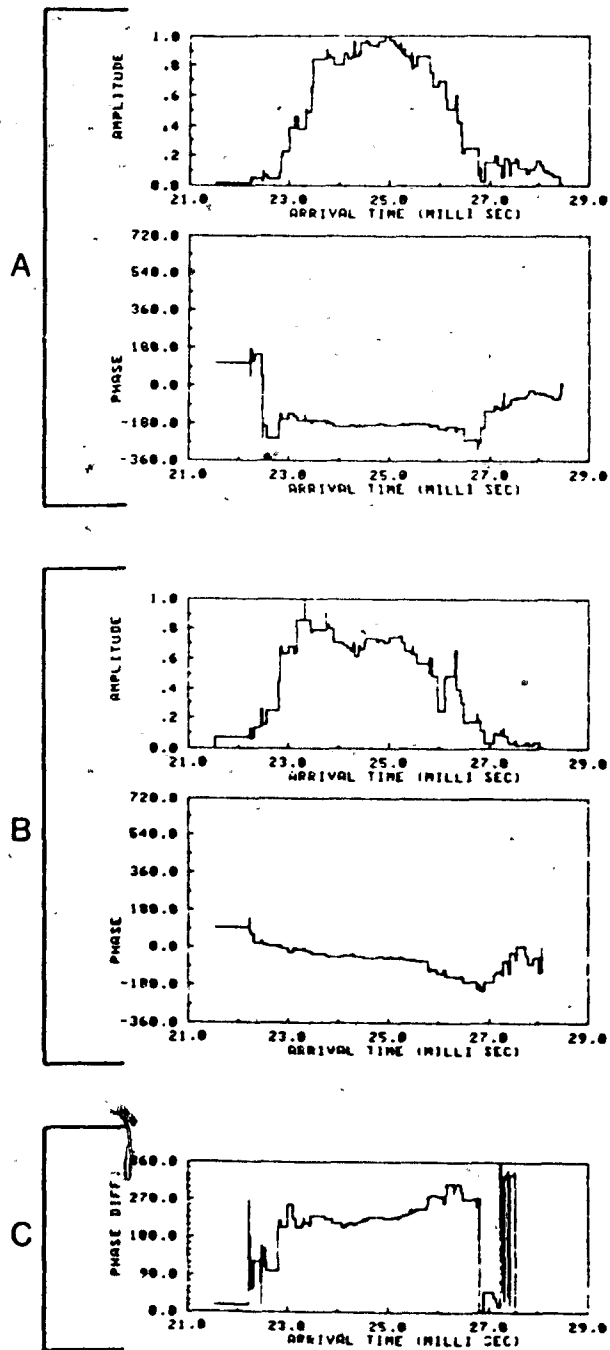 A
AMPLITUDE
1.0
.8
.6
.4
.2
0.0
21.0 23.0 25.0 27.0 29.0
ARRIVAL TIME (MILLI SEC)
PHASE
720.0
540.0
360.0
180.0
0.0
-180.0
-360.0
21.0 23.0 25.0 27.0 29.0
ARRIVAL TIME (MILLI SEC)
B
AMPLITUDE
1.0
.8
.6
.4
.2
0.0
21.0 23.0 25.0 27.0 29.0
ARRIVAL TIME (MILLI SEC)
PHASE
720.0
540.0
360.0
180.0
0.0
-180.0
-360.0
21.0 23.0 25.0 27.0 29.0
ARRIVAL TIME (MILLI SEC)
C
PHASE DIFF.
360.0
270.0
180.0
90.0
0.0
21.0 23.0 25.0 27.0 29.0
ARRIVAL TIME (MILLI SEC)